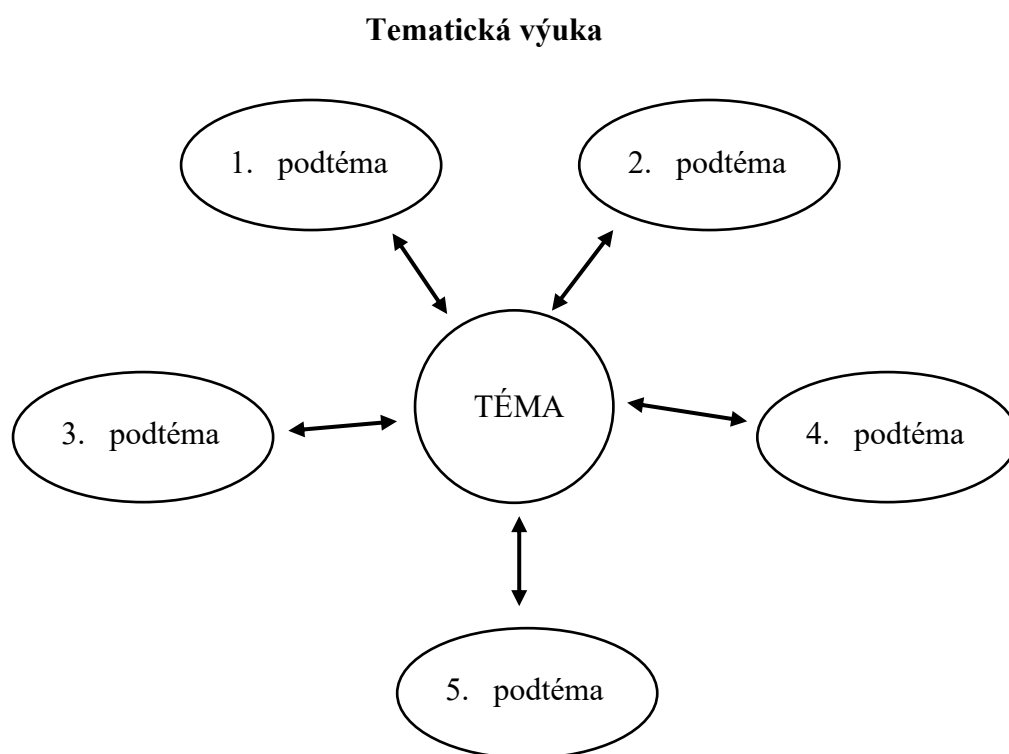 Tematická výuka
1. podtéma
2. podtéma
TÉMA
3. podtéma
4. podtéma
5. podtéma